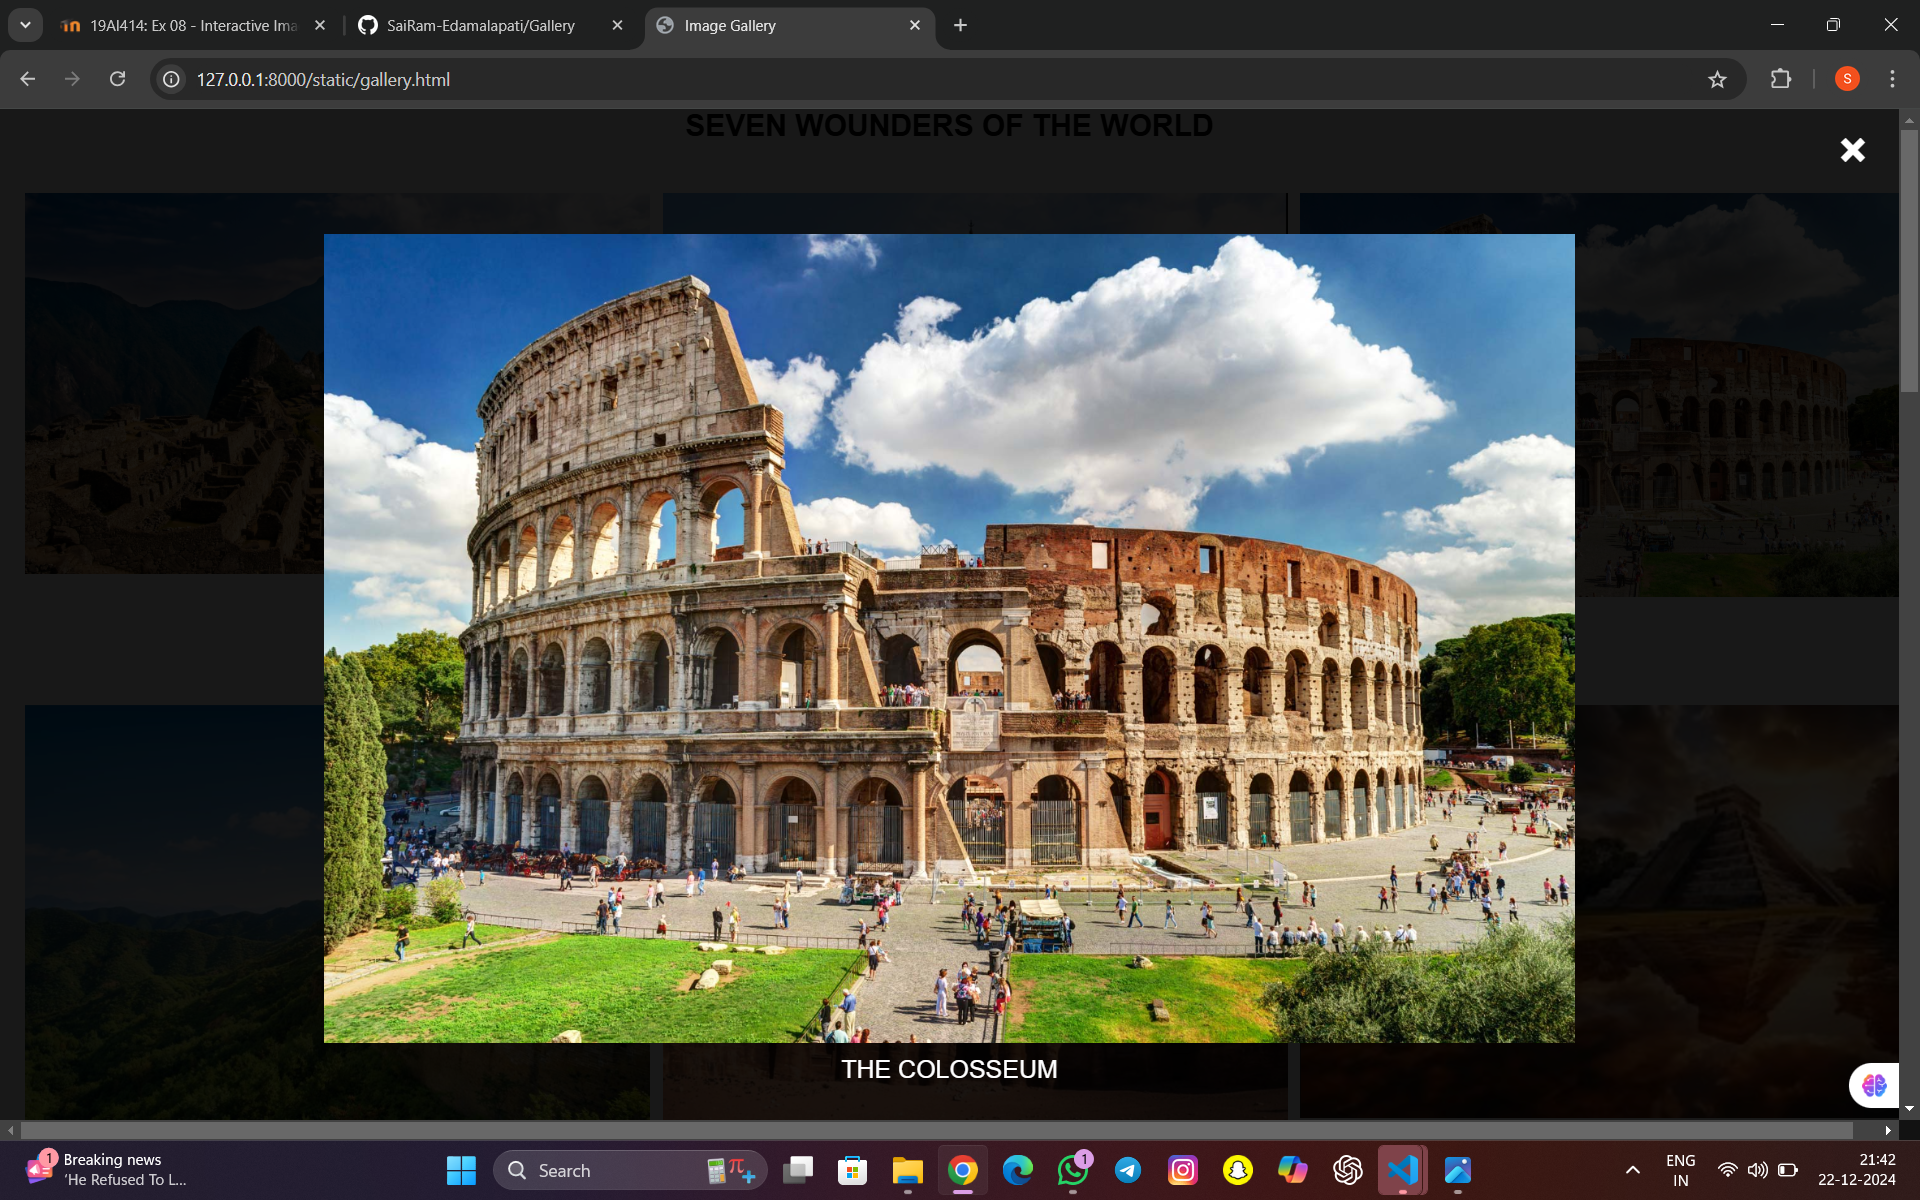 19AI414: Ex 08 - Interactive Ima
SaiRam-Edamalapati/Gallery
Image Gallery
127.0.0.1:8000/static/gallery.html
S
SEVEN WOUNDERS OF THE WORLD
THE COLOSSEUM
1
Breaking news
'He Refused To L...
Search
1
ENG
IN
21:42
22-12-2024